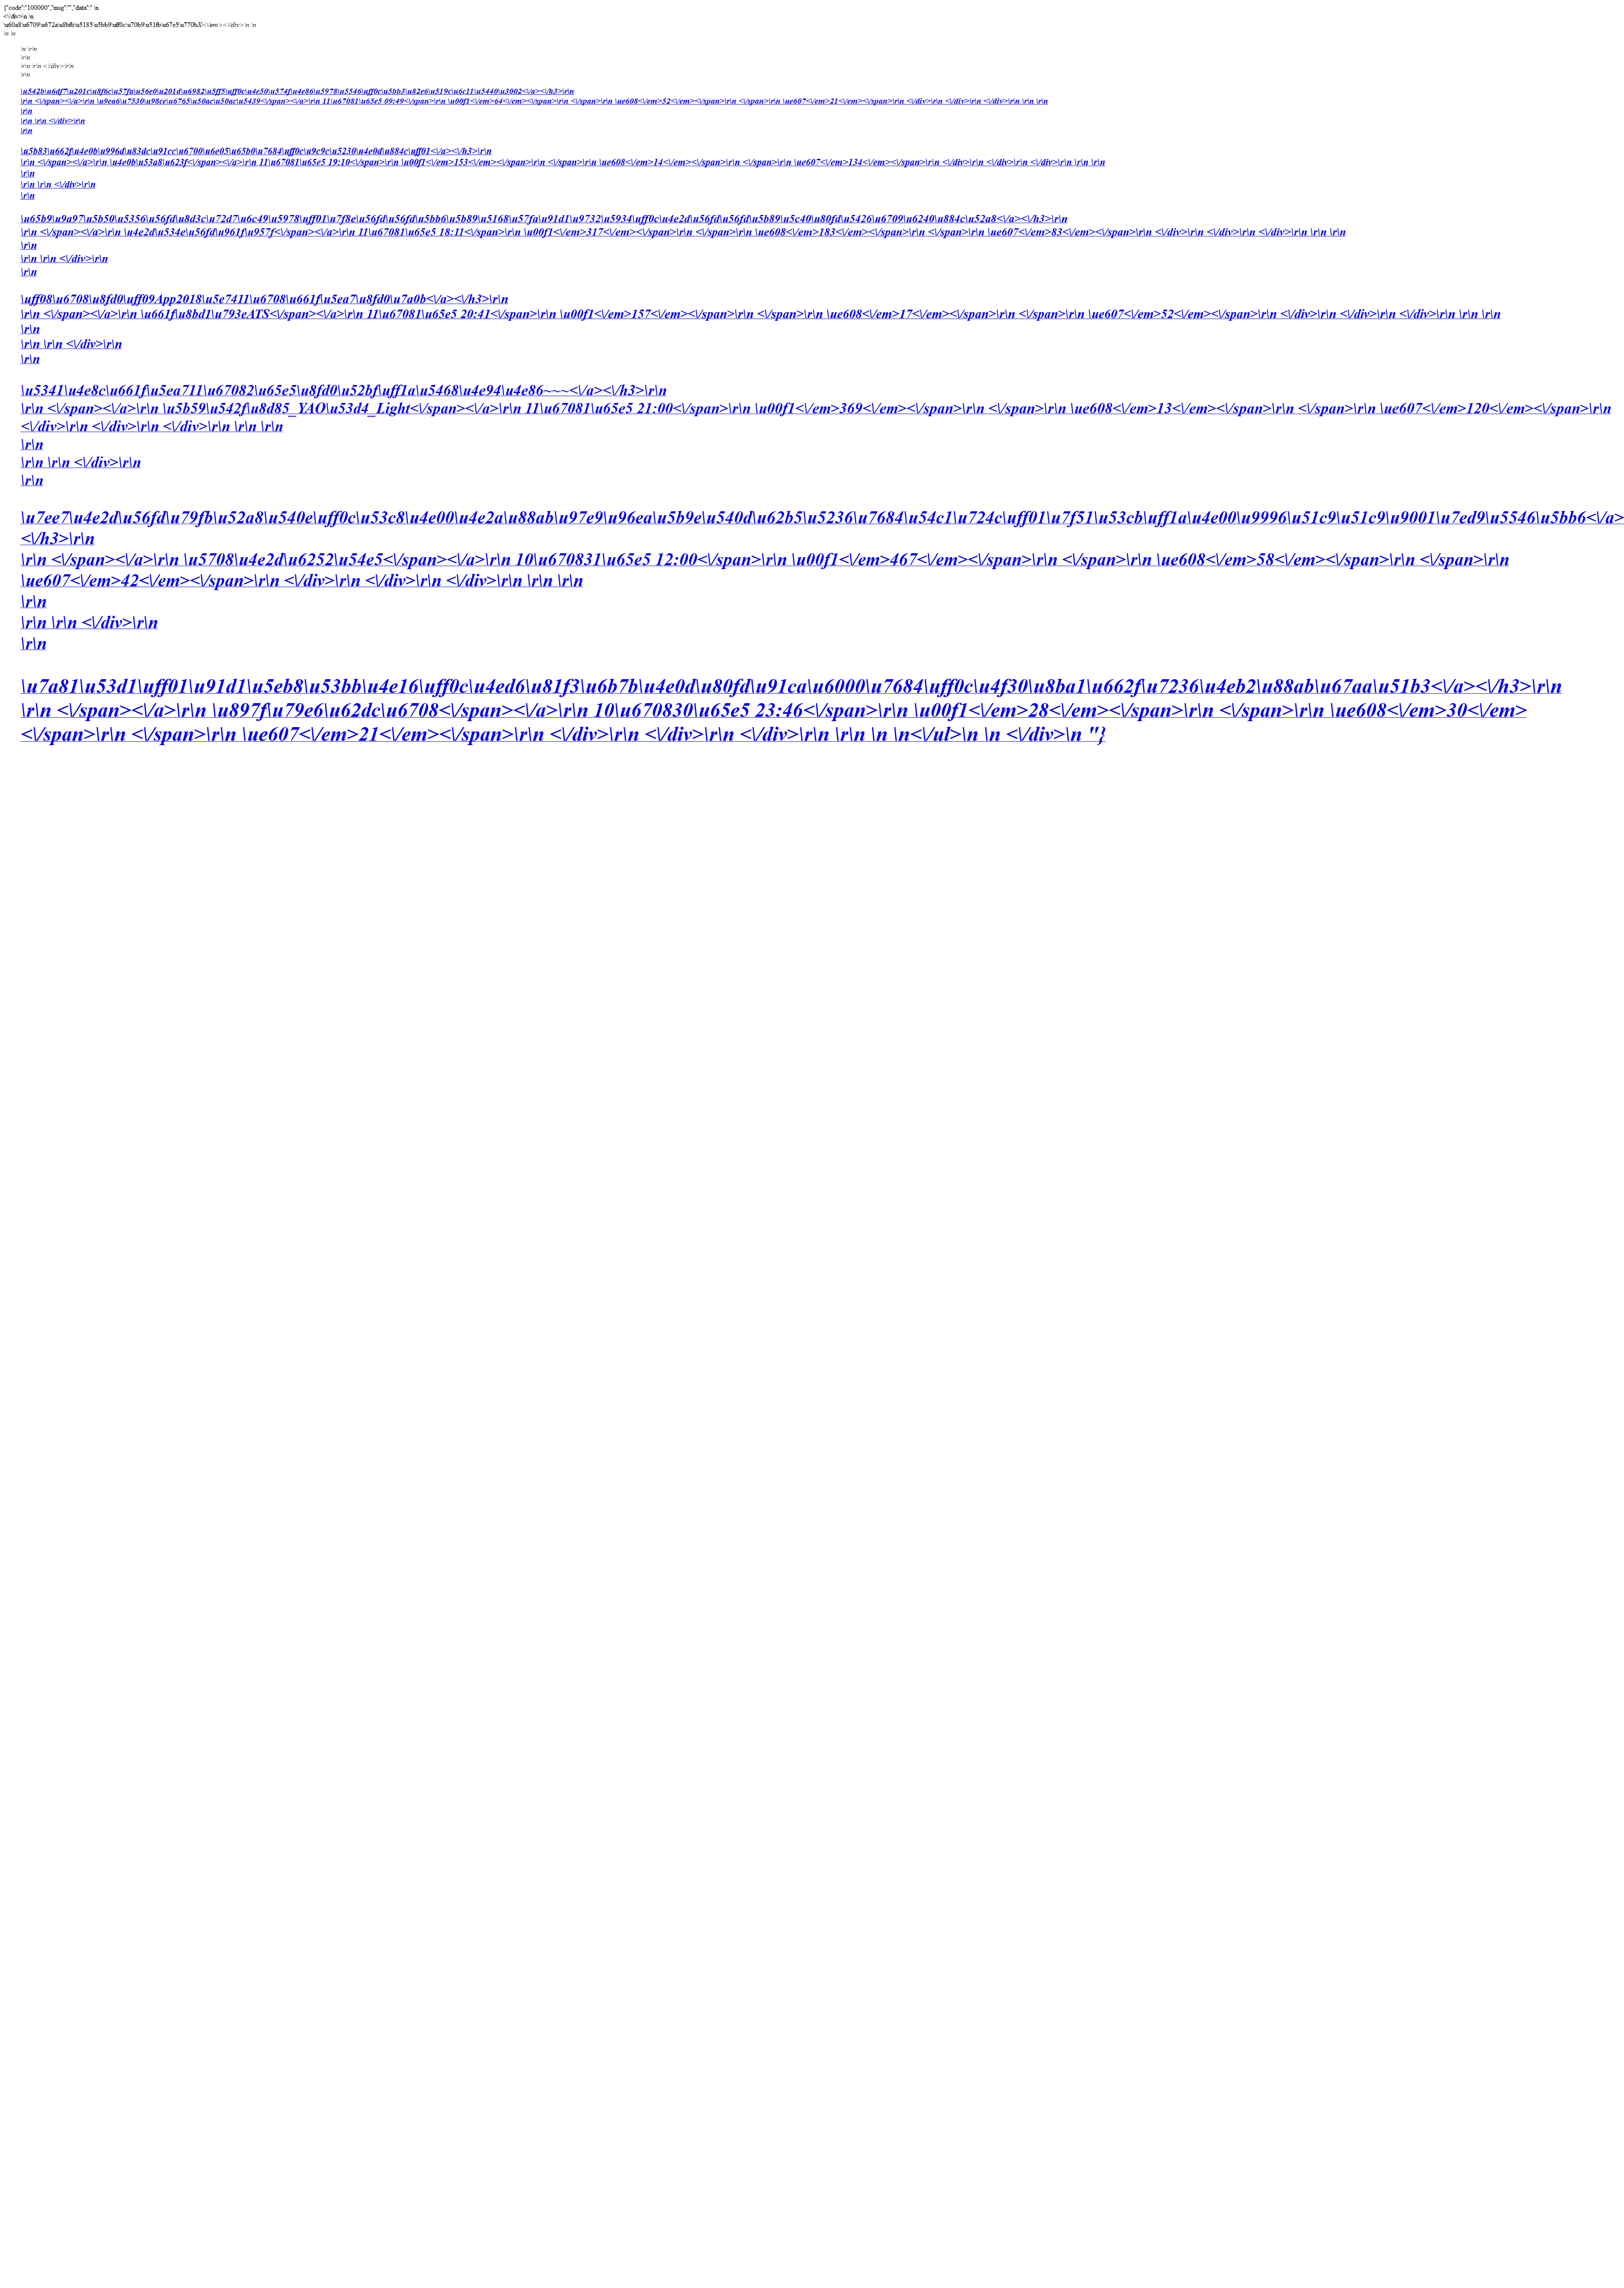 {"code":"100000","msg":"","data":" \n
<\/div>\n \n
\u60a8\u6709\u672a\u8bfb\u5185\u5bb9\uff0c\u70b9\u51fb\u67e5\u770bX<\/em><\/div>\n \n
\n \n
\n \r\n
\r\n
\r\n \r\n <\/div>\r\n
\r\n
\u542b\u6df7\u201c\u8f6c\u57fa\u56e0\u201d\u6982\u5ff5\uff0c\u4e50\u574f\u4e86\u5978\u5546\uff0c\u5bb3\u82e6\u519c\u6c11\u5440\u3002<\/a><\/h3>\r\n
\r\n <\/span><\/a>\r\n \u9ea6\u7530\u98ce\u6765\u50ac\u50ac\u5439<\/span><\/a>\r\n 11\u67081\u65e5 09:49<\/span>\r\n \u00f1<\/em>64<\/em><\/span>\r\n <\/span>\r\n \ue608<\/em>52<\/em><\/span>\r\n <\/span>\r\n \ue607<\/em>21<\/em><\/span>\r\n <\/div>\r\n <\/div>\r\n <\/div>\r\n \r\n \r\n
\r\n
\r\n \r\n <\/div>\r\n
\r\n
\u5b83\u662f\u4e0b\u996d\u83dc\u91cc\u6700\u6e05\u65b0\u7684\uff0c\u9c9c\u5230\u4e0d\u884c\uff01<\/a><\/h3>\r\n
\r\n <\/span><\/a>\r\n \u4e0b\u53a8\u623f<\/span><\/a>\r\n 11\u67081\u65e5 19:10<\/span>\r\n \u00f1<\/em>153<\/em><\/span>\r\n <\/span>\r\n \ue608<\/em>14<\/em><\/span>\r\n <\/span>\r\n \ue607<\/em>134<\/em><\/span>\r\n <\/div>\r\n <\/div>\r\n <\/div>\r\n \r\n \r\n
\r\n
\r\n \r\n <\/div>\r\n
\r\n
\u65b9\u9a97\u5b50\u5356\u56fd\u8d3c\u72d7\u6c49\u5978\uff01\u7f8e\u56fd\u56fd\u5bb6\u5b89\u5168\u57fa\u91d1\u9732\u5934\uff0c\u4e2d\u56fd\u56fd\u5b89\u5c40\u80fd\u5426\u6709\u6240\u884c\u52a8<\/a><\/h3>\r\n
\r\n <\/span><\/a>\r\n \u4e2d\u534e\u56fd\u961f\u957f<\/span><\/a>\r\n 11\u67081\u65e5 18:11<\/span>\r\n \u00f1<\/em>317<\/em><\/span>\r\n <\/span>\r\n \ue608<\/em>183<\/em><\/span>\r\n <\/span>\r\n \ue607<\/em>83<\/em><\/span>\r\n <\/div>\r\n <\/div>\r\n <\/div>\r\n \r\n \r\n
\r\n
\r\n \r\n <\/div>\r\n
\r\n
\uff08\u6708\u8fd0\uff09App2018\u5e7411\u6708\u661f\u5ea7\u8fd0\u7a0b<\/a><\/h3>\r\n
\r\n <\/span><\/a>\r\n \u661f\u8bd1\u793eATS<\/span><\/a>\r\n 11\u67081\u65e5 20:41<\/span>\r\n \u00f1<\/em>157<\/em><\/span>\r\n <\/span>\r\n \ue608<\/em>17<\/em><\/span>\r\n <\/span>\r\n \ue607<\/em>52<\/em><\/span>\r\n <\/div>\r\n <\/div>\r\n <\/div>\r\n \r\n \r\n
\r\n
\r\n \r\n <\/div>\r\n
\r\n
\u5341\u4e8c\u661f\u5ea711\u67082\u65e5\u8fd0\u52bf\uff1a\u5468\u4e94\u4e86~~~<\/a><\/h3>\r\n
\r\n <\/span><\/a>\r\n \u5b59\u542f\u8d85_YAO\u53d4_Light<\/span><\/a>\r\n 11\u67081\u65e5 21:00<\/span>\r\n \u00f1<\/em>369<\/em><\/span>\r\n <\/span>\r\n \ue608<\/em>13<\/em><\/span>\r\n <\/span>\r\n \ue607<\/em>120<\/em><\/span>\r\n
<\/div>\r\n <\/div>\r\n <\/div>\r\n \r\n \r\n
\r\n
\r\n \r\n <\/div>\r\n
\r\n
\u7ee7\u4e2d\u56fd\u79fb\u52a8\u540e\uff0c\u53c8\u4e00\u4e2a\u88ab\u97e9\u96ea\u5b9e\u540d\u62b5\u5236\u7684\u54c1\u724c\uff01\u7f51\u53cb\uff1a\u4e00\u9996\u51c9\u51c9\u9001\u7ed9\u5546\u5bb6<\/a>
<\/h3>\r\n
\r\n <\/span><\/a>\r\n \u5708\u4e2d\u6252\u54e5<\/span><\/a>\r\n 10\u670831\u65e5 12:00<\/span>\r\n \u00f1<\/em>467<\/em><\/span>\r\n <\/span>\r\n \ue608<\/em>58<\/em><\/span>\r\n <\/span>\r\n
\ue607<\/em>42<\/em><\/span>\r\n <\/div>\r\n <\/div>\r\n <\/div>\r\n \r\n \r\n
\r\n
\r\n \r\n <\/div>\r\n
\r\n
\u7a81\u53d1\uff01\u91d1\u5eb8\u53bb\u4e16\uff0c\u4ed6\u81f3\u6b7b\u4e0d\u80fd\u91ca\u6000\u7684\uff0c\u4f30\u8ba1\u662f\u7236\u4eb2\u88ab\u67aa\u51b3<\/a><\/h3>\r\n
\r\n <\/span><\/a>\r\n \u897f\u79e6\u62dc\u6708<\/span><\/a>\r\n 10\u670830\u65e5 23:46<\/span>\r\n \u00f1<\/em>28<\/em><\/span>\r\n <\/span>\r\n \ue608<\/em>30<\/em>
<\/span>\r\n <\/span>\r\n \ue607<\/em>21<\/em><\/span>\r\n <\/div>\r\n <\/div>\r\n <\/div>\r\n \r\n \n \n<\/ul>\n \n <\/div>\n "}